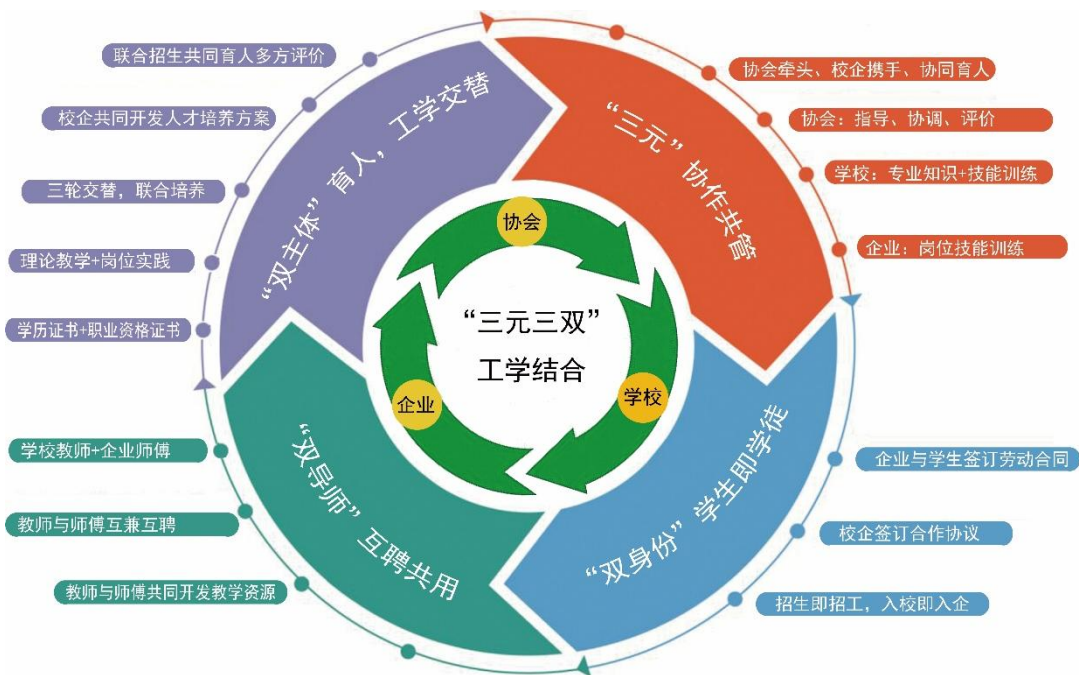 联合招生共同育人多方评价
校企共同开发人才培养方案
三轮交替，联合培养
理论教学+岗位实践
学历证书+职业资格证书
“双主体”育人，工学交替
“三元”协作共管
协会牵头、校企携手、协同育人
协会：指导、协调、评价
学校：专业知识+技能训练
企业：岗位技能训练
协会
“三元三双”
工学结合
企业
学校
学校教师+企业师傅
教师与师傅互兼互聘
教师与师傅共同开发教学资源
“双导师”互聘共用
“双身份”学生即学徒
企业与学生签订劳动合同
校企签订合作协议
招生即招工，入校即入企